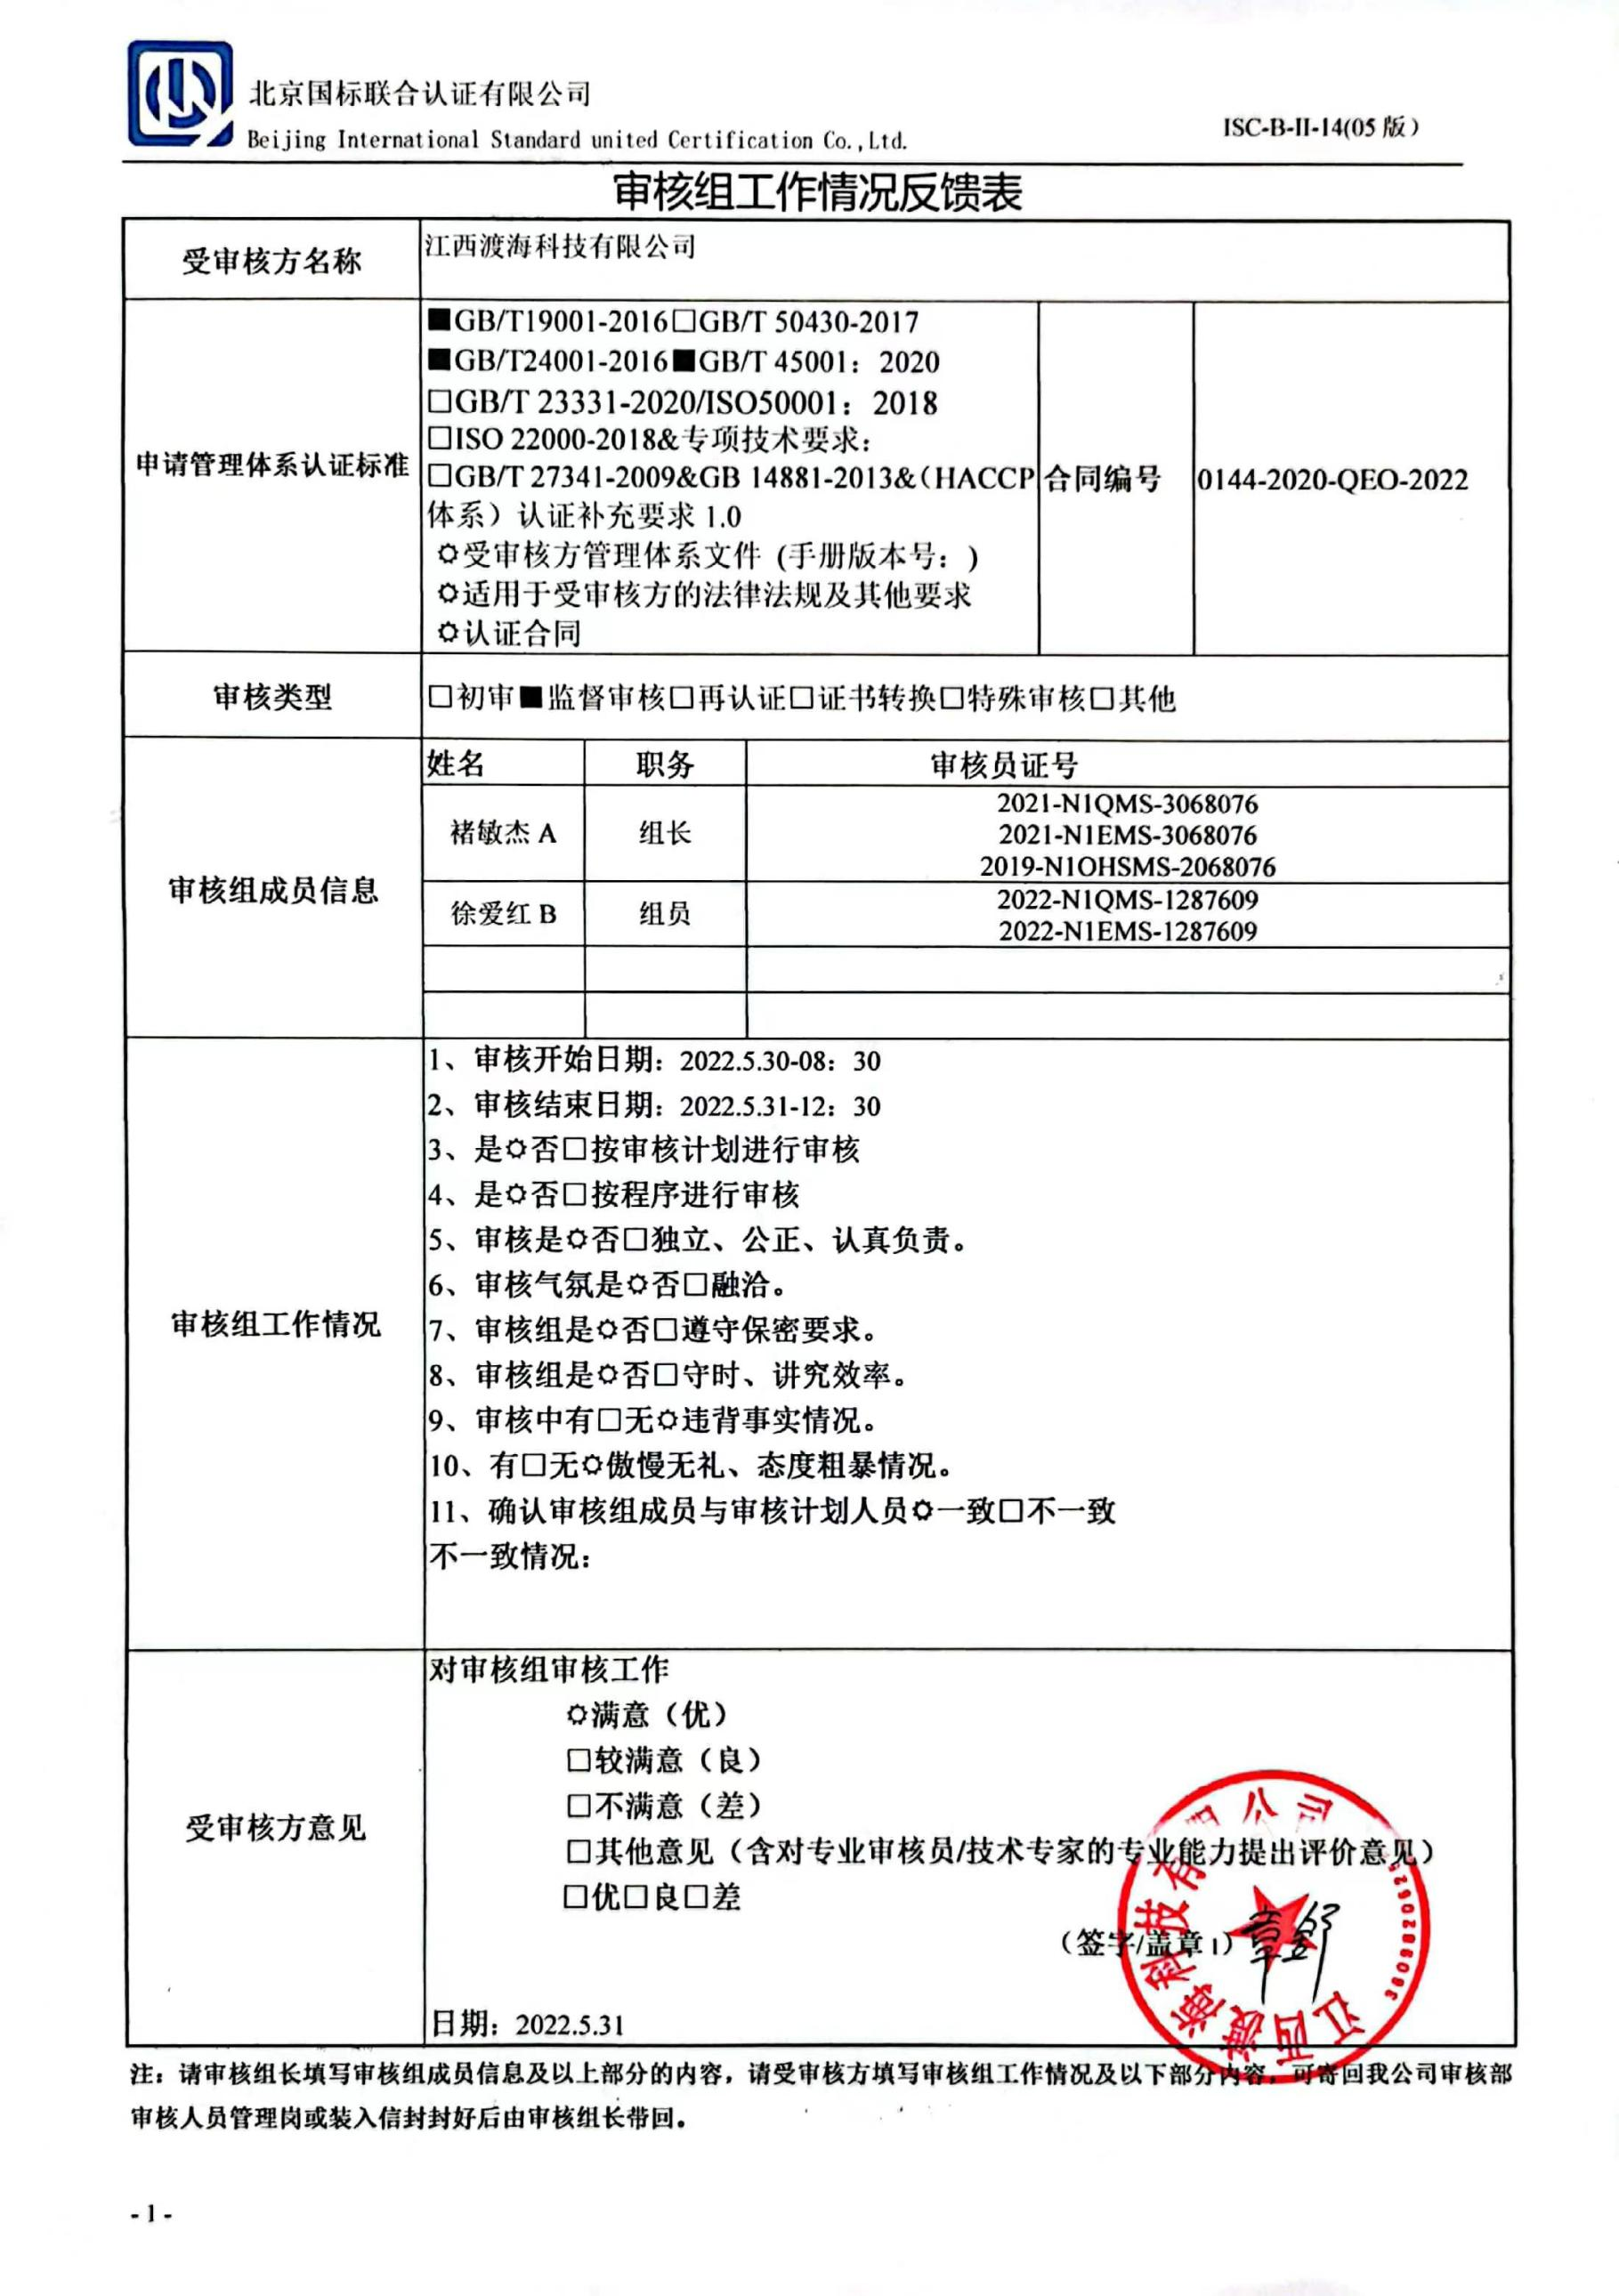 北京国标联合认证有限公司
Beijing International Standard united Certification Co.,Ltd.
ISC-B-II-14(05 版）
审核组工作情况反馈表
受审核方名称
江西渡海科技有限公司
申请管理体系认证标准
■GB/T19001-2016□GB/T 50430-2017
■GB/T24001-2016■GB/T 45001：2020
□GB/T 23331-2020/ISO50001：2018
□ISO 22000-2018&专项技术要求：
□GB/T 27341-2009&GB 14881-2013&（HACCP
体系）认证补充要求 1.0
✿受审核方管理体系文件（手册版本号：）
✿适用于受审核方的法律法规及其他要求
✿认证合同
合同编号
0144-2020-QEO-2022
审核类型
□初审■监督审核□再认证□证书转换□特殊审核□其他
审核组成员信息
姓名 职务 审核员证号
褚敏杰 A 组长
2021-N1QMS-3068076
2021-N1EMS-3068076
2019-N1OHSMS-2068076
徐爱红 B 组员
2022-N1QMS-1287609
2022-N1EMS-1287609
审核组工作情况
1、审核开始日期：2022.5.30-08：30
2、审核结束日期：2022.5.31-12：30
3、是✿否□按审核计划进行审核
4、是✿否□按程序进行审核
5、审核是✿否□独立、公正、认真负责。
6、审核气氛是✿否□融洽。
7、审核组是✿否□遵守保密要求。
8、审核组是✿否□守时、讲究效率。
9、审核中有□无✿违背事实情况。
10、有□无✿傲慢无礼、态度粗暴情况。
11、确认审核组成员与审核计划人员✿一致□不一致
不一致情况：
受审核方意见
对审核组审核工作
✿满意（优）
□较满意（良）
□不满意（差）
□其他意见（含对专业审核员/技术专家的专业能力提出评价意见）
□优□良□差
（签字/盖章）
江西渡海科技有限公司
日期：2022.5.31
注：请审核组长填写审核组成员信息及以上部分的内容，请受审核方填写审核组工作情况及以下部分内容，可寄回我公司审核部
审核人员管理岗或装入信封封好后由审核组长带回。
- 1 -